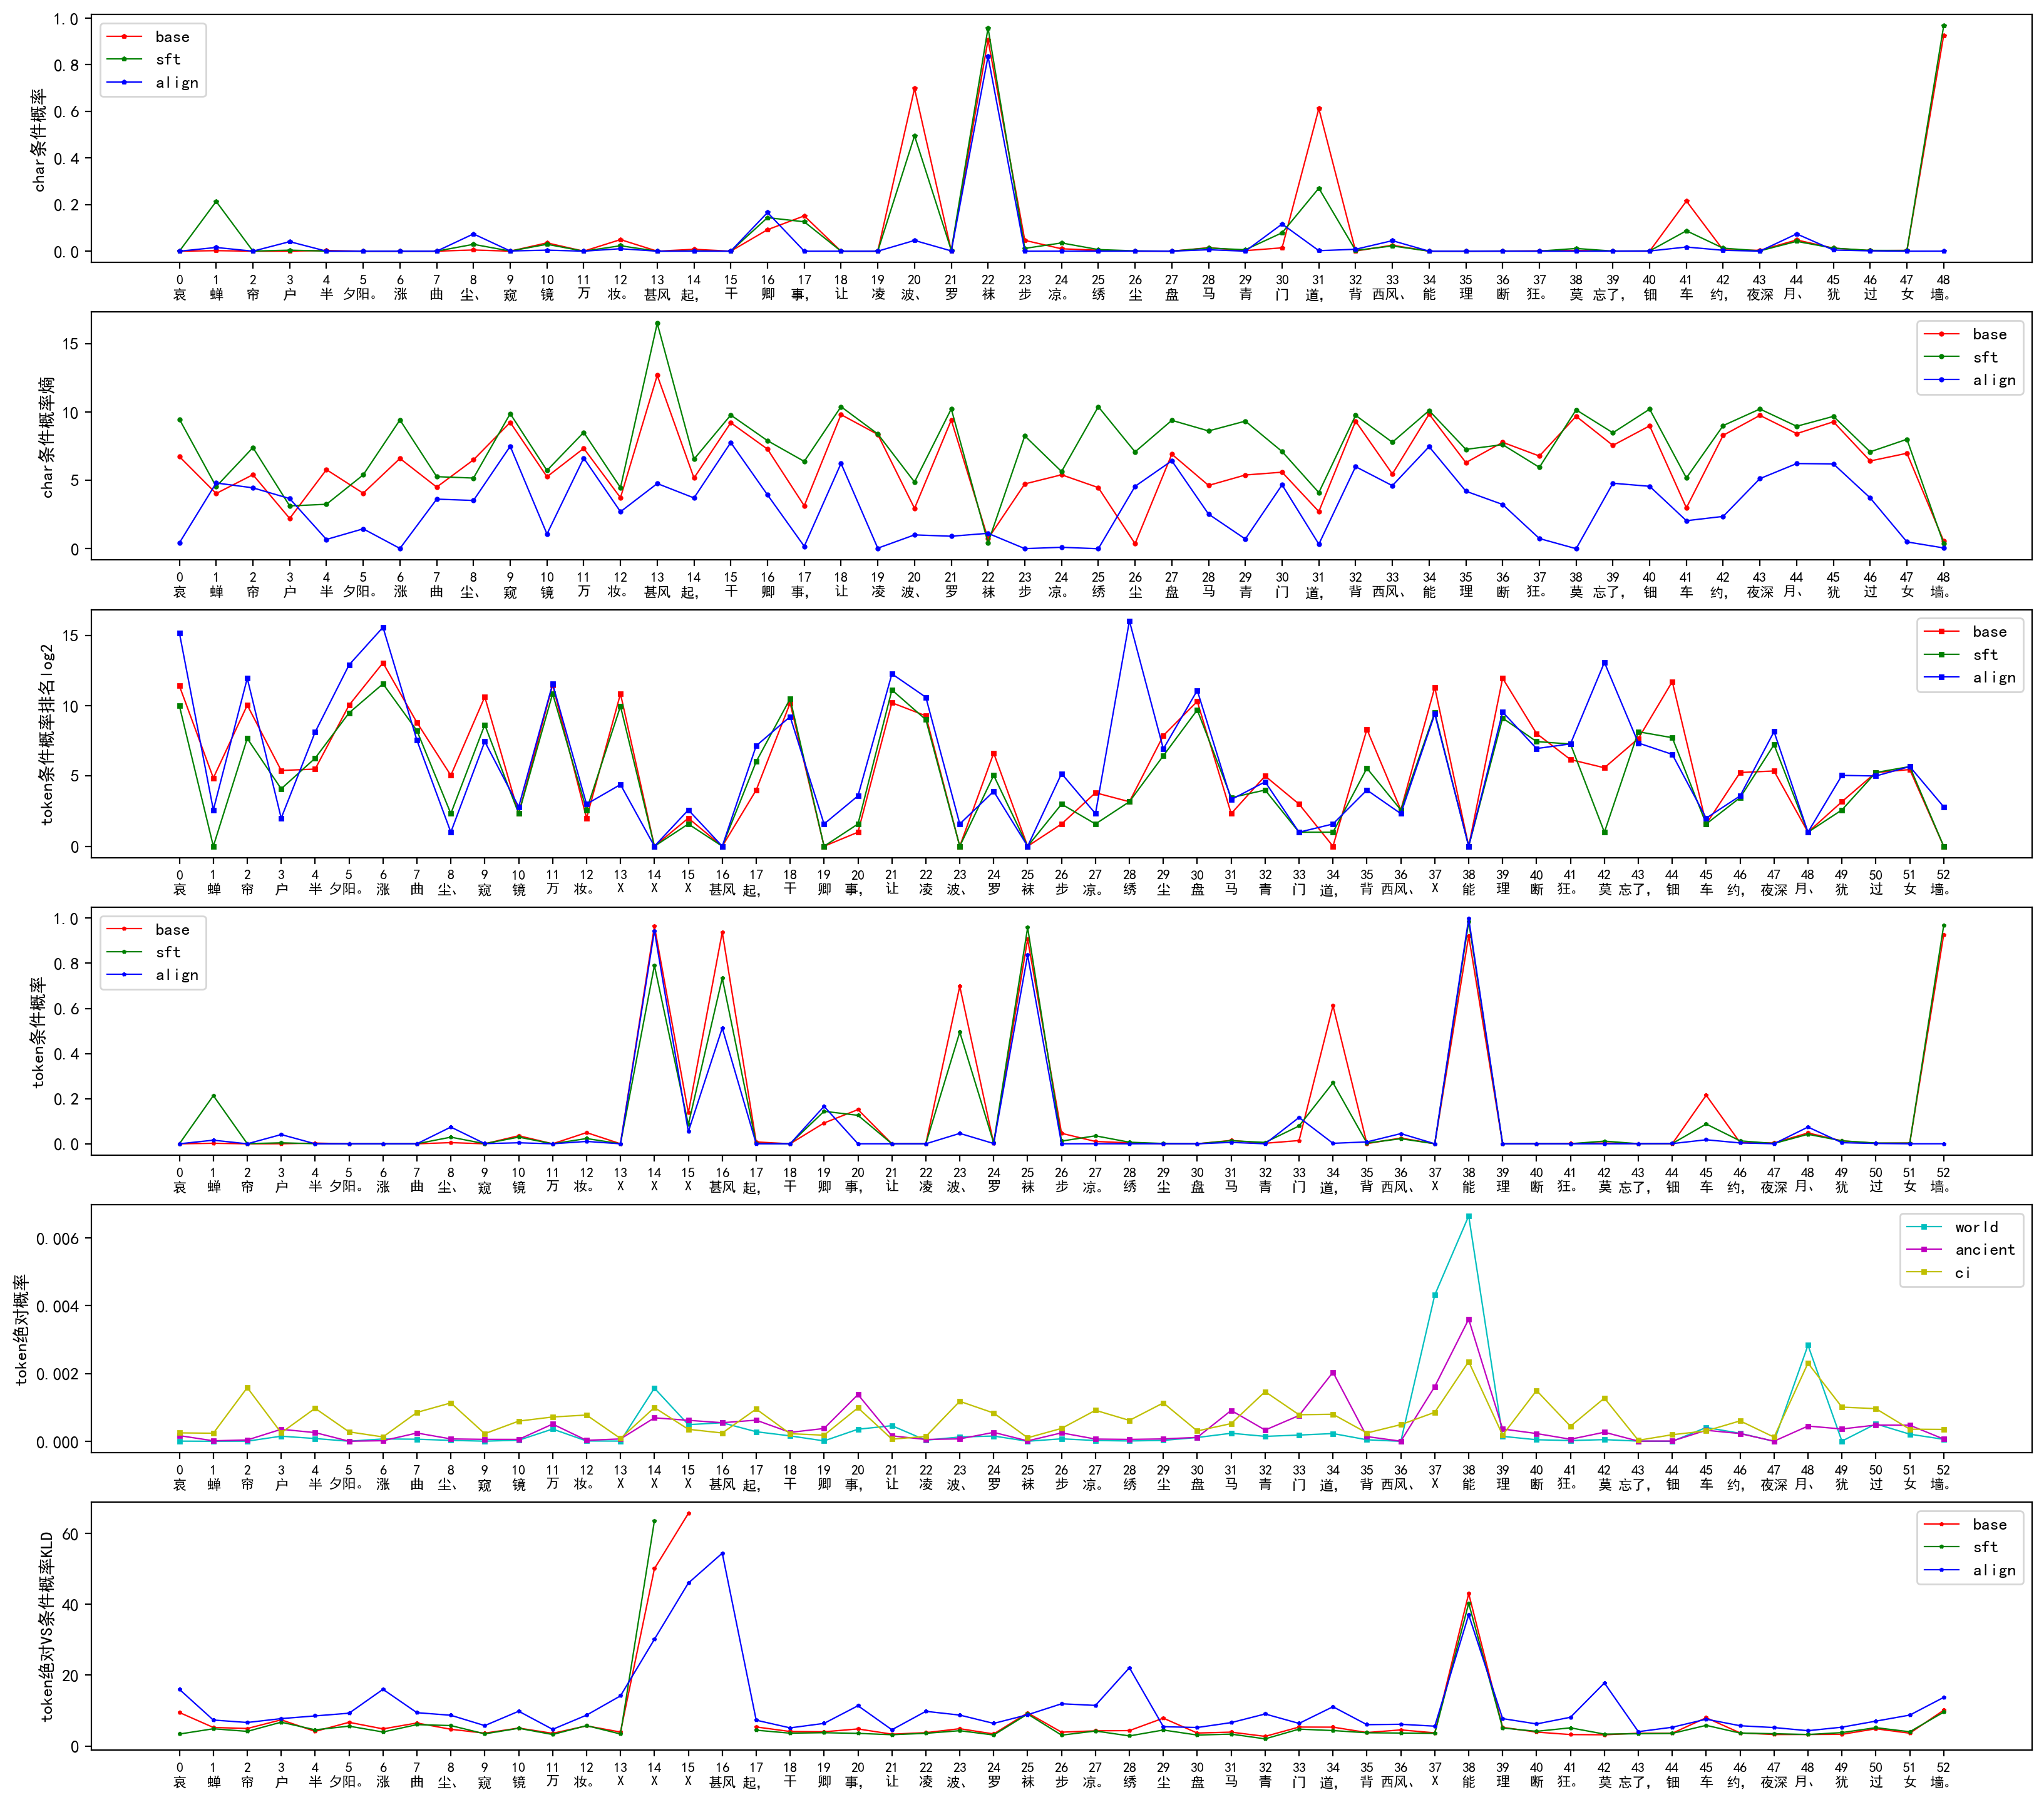 char条件概率
1.0
0.8
0.6
0.4
0.2
0.0
base
sft
align
0 1 2 3 4 5 6 7 8 9 10 11 12 13 14 15 16 17 18 19 20 21 22 23 24 25 26 27 28 29 30 31 32 33 34 35 36 37 38 39 40 41 42 43 44 45 46 47 48
哀 蝉 帘 户 半 夕阳。 涨 曲 尘、 窥 镜 万 妆。 甚风 起， 干 卿 事， 让 凌 波、 罗 袜 步 凉。 绣 尘 盘 马 青 门 道， 背 西风、 能 理 断 狂。 莫 忘了， 钿 车 约， 夜深 月、 犹 过 女 墙。
char条件概率熵
15
10
5
0
base
sft
align
0 1 2 3 4 5 6 7 8 9 10 11 12 13 14 15 16 17 18 19 20 21 22 23 24 25 26 27 28 29 30 31 32 33 34 35 36 37 38 39 40 41 42 43 44 45 46 47 48
哀 蝉 帘 户 半 夕阳。 涨 曲 尘、 窥 镜 万 妆。 甚风 起， 干 卿 事， 让 凌 波、 罗 袜 步 凉。 绣 尘 盘 马 青 门 道， 背 西风、 能 理 断 狂。 莫 忘了， 钿 车 约， 夜深 月、 犹 过 女 墙。
token条件概率排名log2
15
10
5
0
base
sft
align
0 1 2 3 4 5 6 7 8 9 10 11 12 13 14 15 16 17 18 19 20 21 22 23 24 25 26 27 28 29 30 31 32 33 34 35 36 37 38 39 40 41 42 43 44 45 46 47 48 49 50 51 52
哀 蝉 帘 户 半 夕阳。 涨 曲 尘、 窥 镜 万 妆。 X X X 甚风 起， 干 卿 事， 让 凌 波、 罗 袜 步 凉。 绣 尘 盘 马 青 门 道， 背 西风、 X 能 理 断 狂。 莫 忘了， 钿 车 约， 夜深 月、 犹 过 女 墙。
token条件概率
1.0
0.8
0.6
0.4
0.2
0.0
base
sft
align
0 1 2 3 4 5 6 7 8 9 10 11 12 13 14 15 16 17 18 19 20 21 22 23 24 25 26 27 28 29 30 31 32 33 34 35 36 37 38 39 40 41 42 43 44 45 46 47 48 49 50 51 52
哀 蝉 帘 户 半 夕阳。 涨 曲 尘、 窥 镜 万 妆。 X X X 甚风 起， 干 卿 事， 让 凌 波、 罗 袜 步 凉。 绣 尘 盘 马 青 门 道， 背 西风、 X 能 理 断 狂。 莫 忘了， 钿 车 约， 夜深 月、 犹 过 女 墙。
token绝对概率
0.006
0.004
0.002
0.000
world
ancient
ci
0 1 2 3 4 5 6 7 8 9 10 11 12 13 14 15 16 17 18 19 20 21 22 23 24 25 26 27 28 29 30 31 32 33 34 35 36 37 38 39 40 41 42 43 44 45 46 47 48 49 50 51 52
哀 蝉 帘 户 半 夕阳。 涨 曲 尘、 窥 镜 万 妆。 X X X 甚风 起， 干 卿 事， 让 凌 波、 罗 袜 步 凉。 绣 尘 盘 马 青 门 道， 背 西风、 X 能 理 断 狂。 莫 忘了， 钿 车 约， 夜深 月、 犹 过 女 墙。
token绝对VS条件概率KLD
60
40
20
0
base
sft
align
0 1 2 3 4 5 6 7 8 9 10 11 12 13 14 15 16 17 18 19 20 21 22 23 24 25 26 27 28 29 30 31 32 33 34 35 36 37 38 39 40 41 42 43 44 45 46 47 48 49 50 51 52
哀 蝉 帘 户 半 夕阳。 涨 曲 尘、 窥 镜 万 妆。 X X X 甚风 起， 干 卿 事， 让 凌 波、 罗 袜 步 凉。 绣 尘 盘 马 青 门 道， 背 西风、 X 能 理 断 狂。 莫 忘了， 钿 车 约， 夜深 月、 犹 过 女 墙。